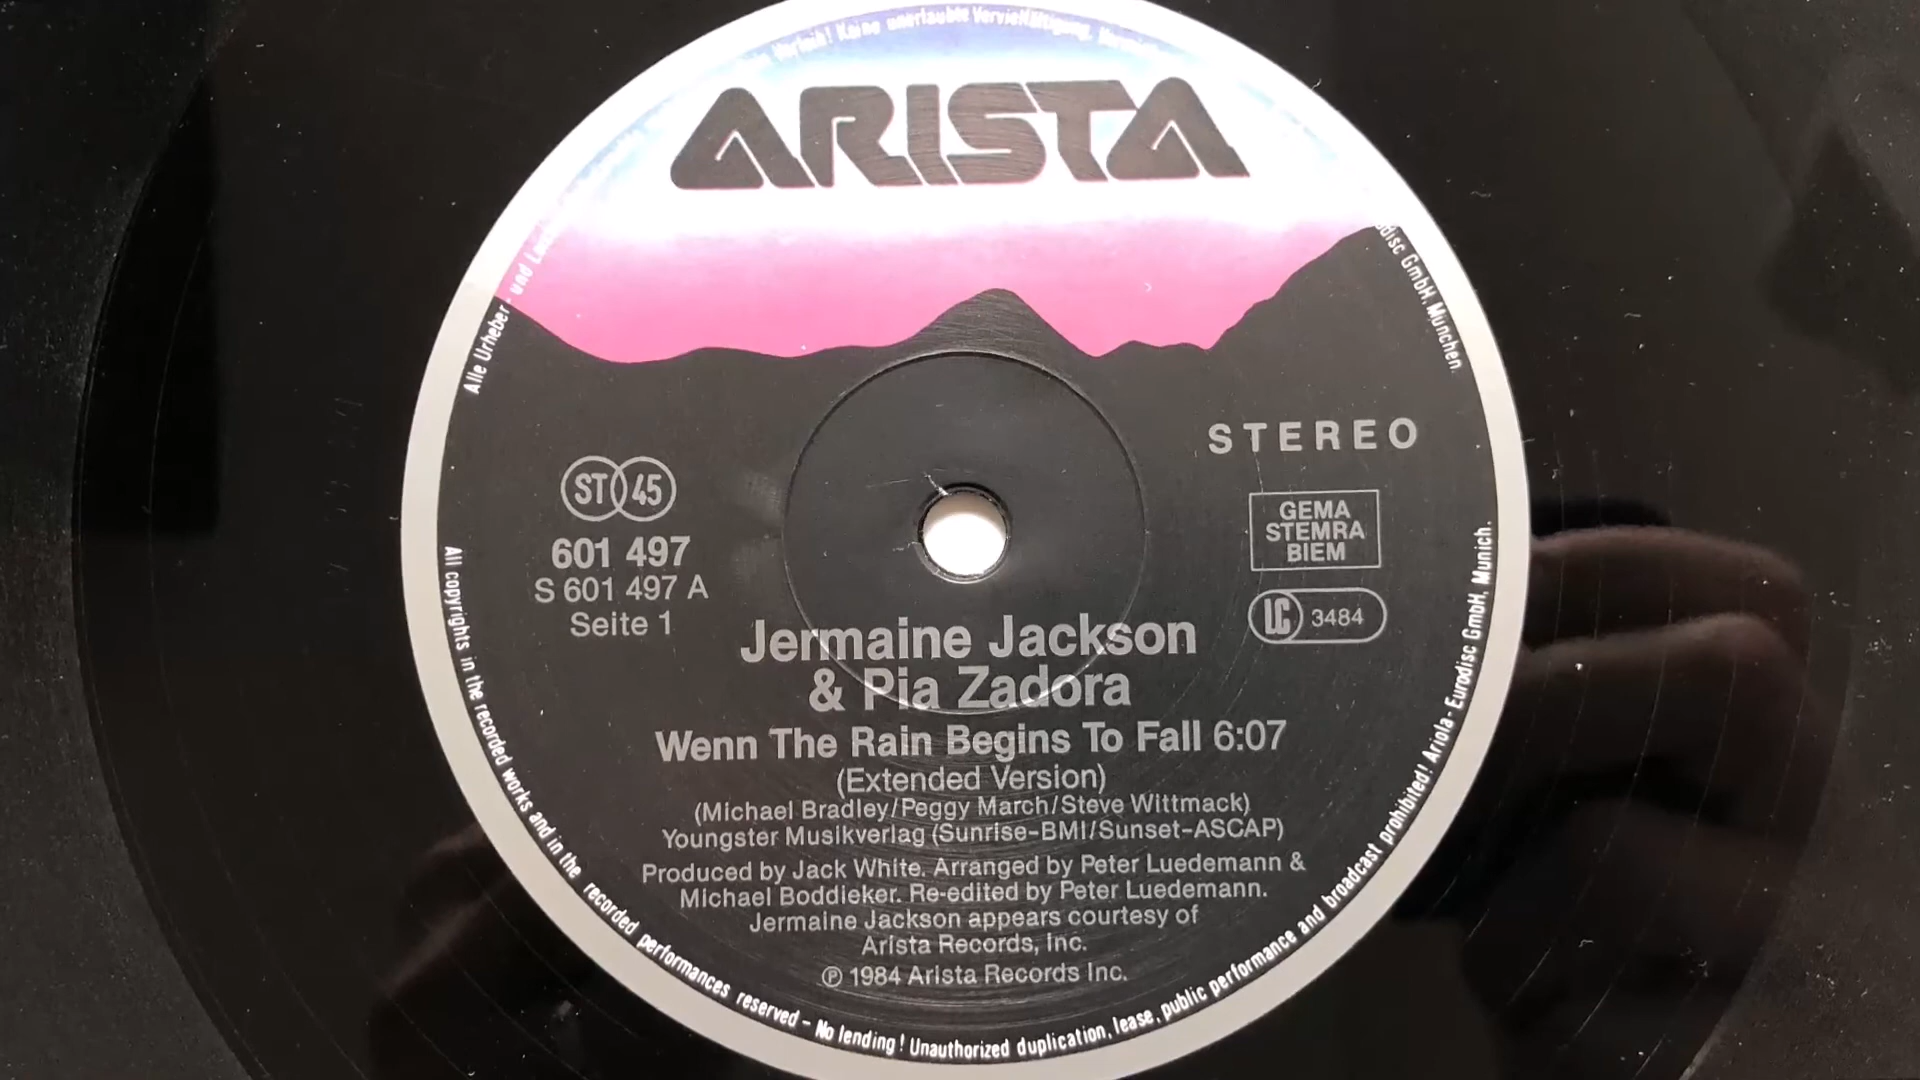 ARISTA
STEREO
ST 45
601 497
S 601 497 A
Seite 1
GEMA
STEMRA
BIEM
LC 3484
Jermaine Jackson
& Pia Zadora
Wenn The Rain Begins To Fall 6:07
(Extended Version)
(Michael Bradley/Peggy March/Steve Wittmack)
Youngster Musikverlag (Sunrise-BMI/Sunset-ASCAP)
Produced by Jack White. Arranged by Peter Luedemann &
Michael Boddieker. Re-edited by Peter Luedemann.
Jermaine Jackson appears courtesy of
Arista Records, Inc.
℗ 1984 Arista Records Inc.
Alle Urheber- und
Verleih! Keine unerlaubte Vervielfältigung,
GmbH, München.
All copyrights in the recorded works and in the recorded performances reserved – No lending! Unauthorized duplication, lease, public performance and broadcast prohibited! Ariola-Eurodisc GmbH, Munich.